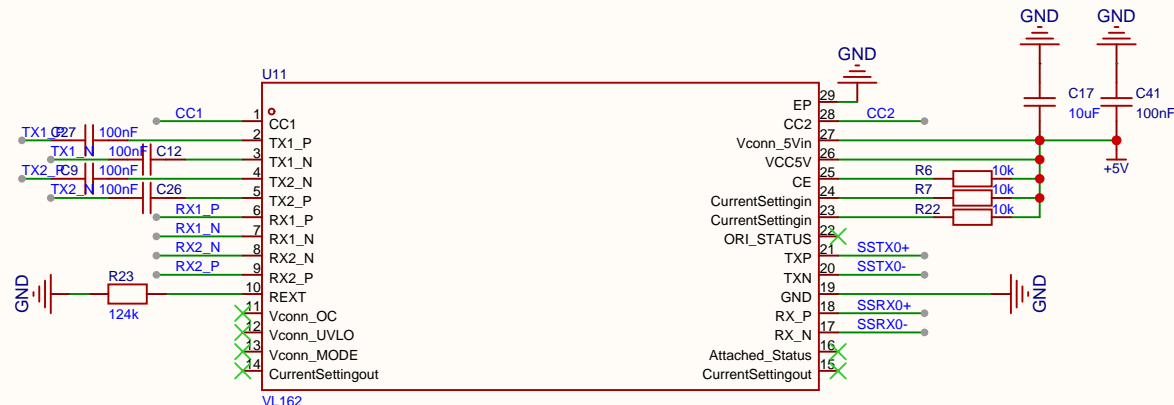 GND GND
U11 GND
C17 C41
10uF 100nF
CC1 1 CC1 EP 29
CC2 28 CC2
TX1_P C27 100nF 2 TX1_P Vconn_5Vin 27
TX1_N 100nF C12 3 TX1_N VCC5V 26 +5V
TX2_P C9 100nF 4 TX2_N CE 25 R6 10k
TX2_N 100nF C26 5 TX2_P CurrentSettingin 24 R7 10k
RX1_P 6 RX1_P CurrentSettingin 23 R22 10k
RX1_N 7 RX1_N ORI_STATUS 22
RX2_N 8 RX2_N TXP 21 SSTX0+
RX2_P 9 RX2_P TXN 20 SSTX0-
GND R23 124k 10 REXT GND 19 GND
11 Vconn_OC RX_P 18 SSRX0+
12 Vconn_UVLO RX_N 17 SSRX0-
13 Vconn_MODE Attached_Status 16
14 CurrentSettingout CurrentSettingout 15
VL162